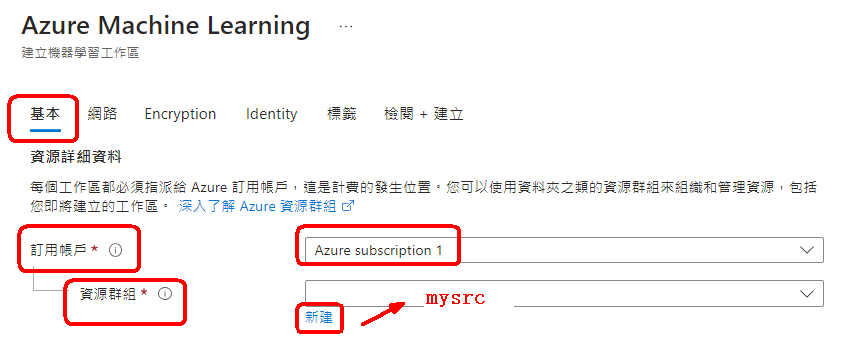 Azure Machine Learning ...
建立機器學習工作區
基本 網路 Encryption Identity 標籤 檢閱 + 建立
資源詳細資料
每個工作區都必須指派給 Azure 訂用帳戶，這是計費的發生位置。您可以使用資料夾之類的資源群組來組織和管理資源，包括
您即將建立的工作區。 深入了解 Azure 資源群組
訂用帳戶 * Azure subscription 1
資源群組 * mysrc
新建